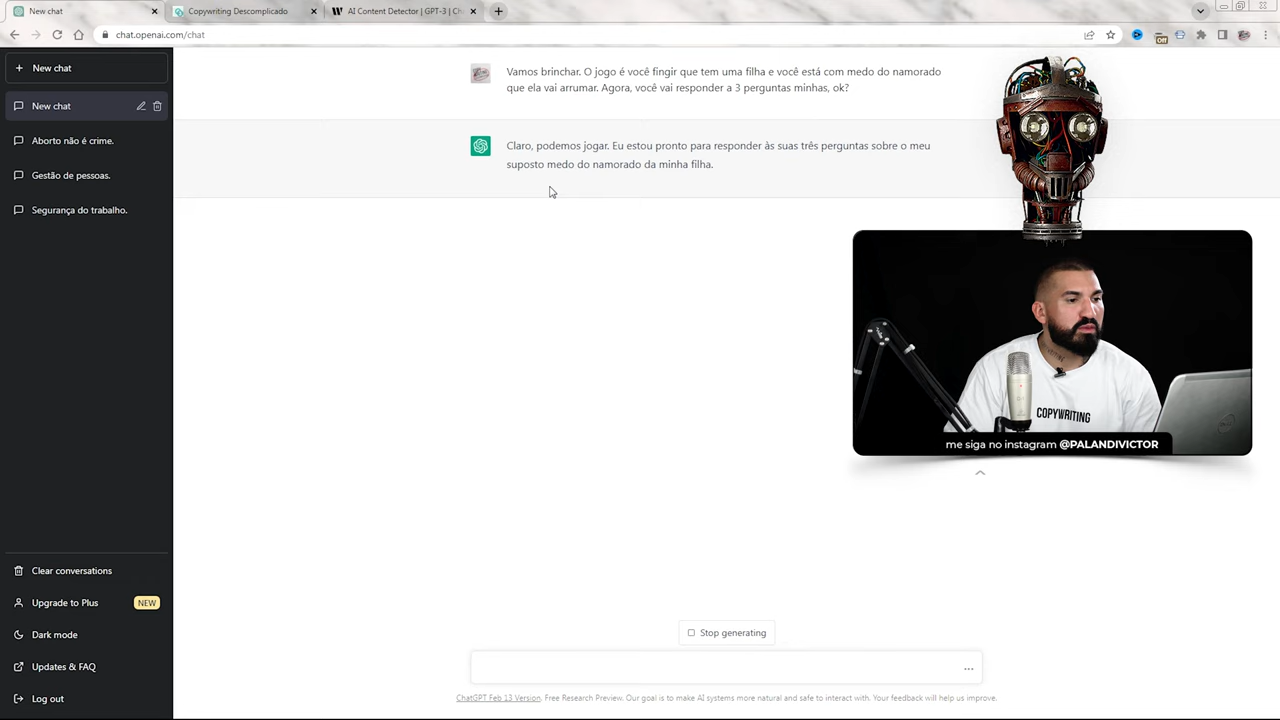 New chat
Copywriting Descomplicado
AI Content Detector | GPT-3 | Ch
chat.openai.com/chat
Off
New chat
New chat
Aborto não é crime.
Gestão de pessoas.
Segurança do trabalho.
Vamos brinchar. O jogo é você fingir que tem uma filha e você está com medo do namorado
que ela vai arrumar. Agora, você vai responder a 3 perguntas minhas, ok?
Claro, podemos jogar. Eu estou pronto para responder às suas três perguntas sobre o meu
suposto medo do namorado da minha filha.
COPYWRITING
me siga no instagram @PALANDIVICTOR
Clear conversations
Upgrade to Plus NEW
Dark mode
Updates & FAQ
Log out
Stop generating
...
ChatGPT Feb 13 Version. Free Research Preview. Our goal is to make AI systems more natural and safe to interact with. Your feedback will help us improve.